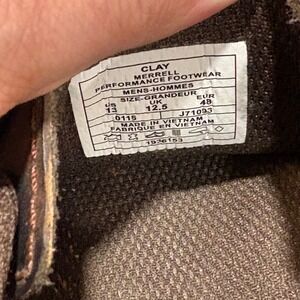 CLAY
MERRELL
PERFORMANCE FOOTWEAR
MENS-HOMMES
SIZE-GRANDEUR
US UK EUR
13 12.5 48
0115 J71093
MADE IN VIETNAM
FABRIQUE EN VIETNAM
1926153